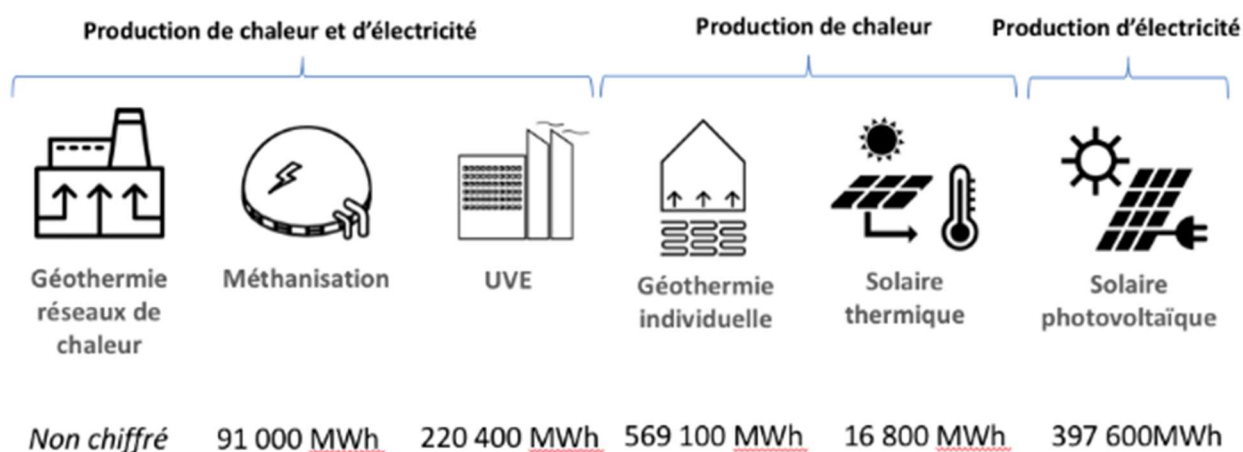 Production de chaleur et d'électricité
Production de chaleur
Production d'électricité
Géothermie
réseaux de
chaleur
Méthanisation
UVE
Géothermie
individuelle
Solaire
thermique
Solaire
photovoltaïque
Non chiffré
91 000 MWh
220 400 MWh
569 100 MWh
16 800 MWh
397 600MWh